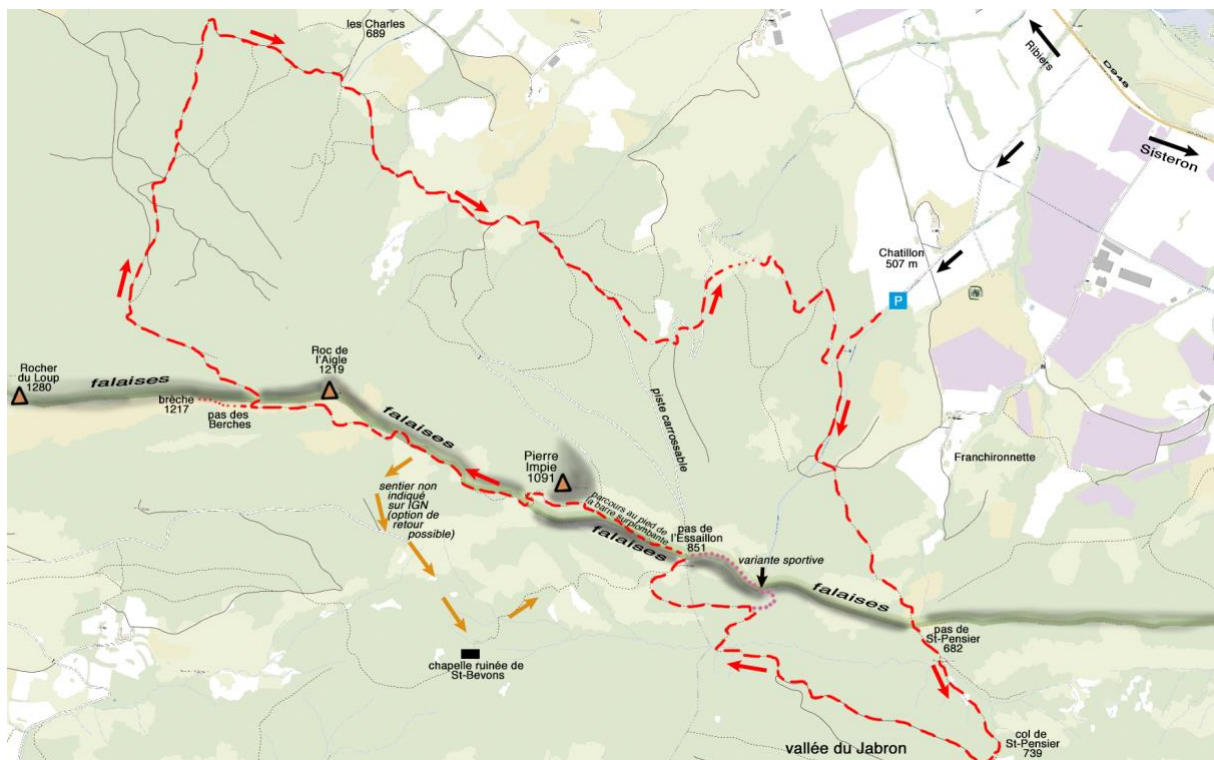 les Charles
689
Ribiers
D948
Sisteron
Chatillon
507 m
P
Rocher
du Loup
1280
falaises
brèche
1217
pas des
Berches
Roc de
l'Aigle
1219
falaises
Pierre
Impie
1091
piste carrossable
Franchironnette
sentier non
indiqué
sur IGN
(option de
retour
possible)
parcours au pied de
la barre surplombante
falaises
pas de
l'Essaillon
851
variante sportive
falaises
pas de
St-Pensier
682
chapelle ruinée de
St-Bevons
col de
St-Pensier
739
vallée du Jabron